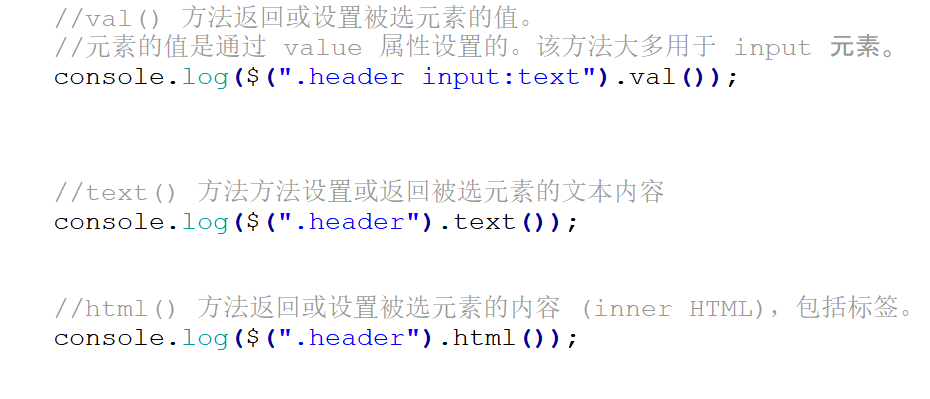 //val() 方法返回或设置被选元素的值。
//元素的值是通过 value 属性设置的。该方法大多用于 input 元素。
console.log($(".header input:text").val());
//text() 方法方法设置或返回被选元素的文本内容
console.log($(".header").text());
//html() 方法返回或设置被选元素的内容 (inner HTML)，包括标签。
console.log($(".header").html());